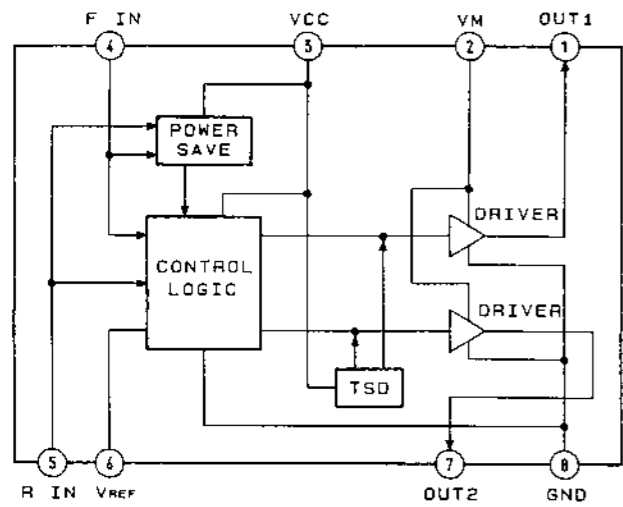 F IN
VCC
VM
OUT1
4
3
2
1
POWER
SAVE
DRIVER
CONTROL
LOGIC
DRIVER
TSD
5
6
7
8
R IN
VREF
OUT2
GND